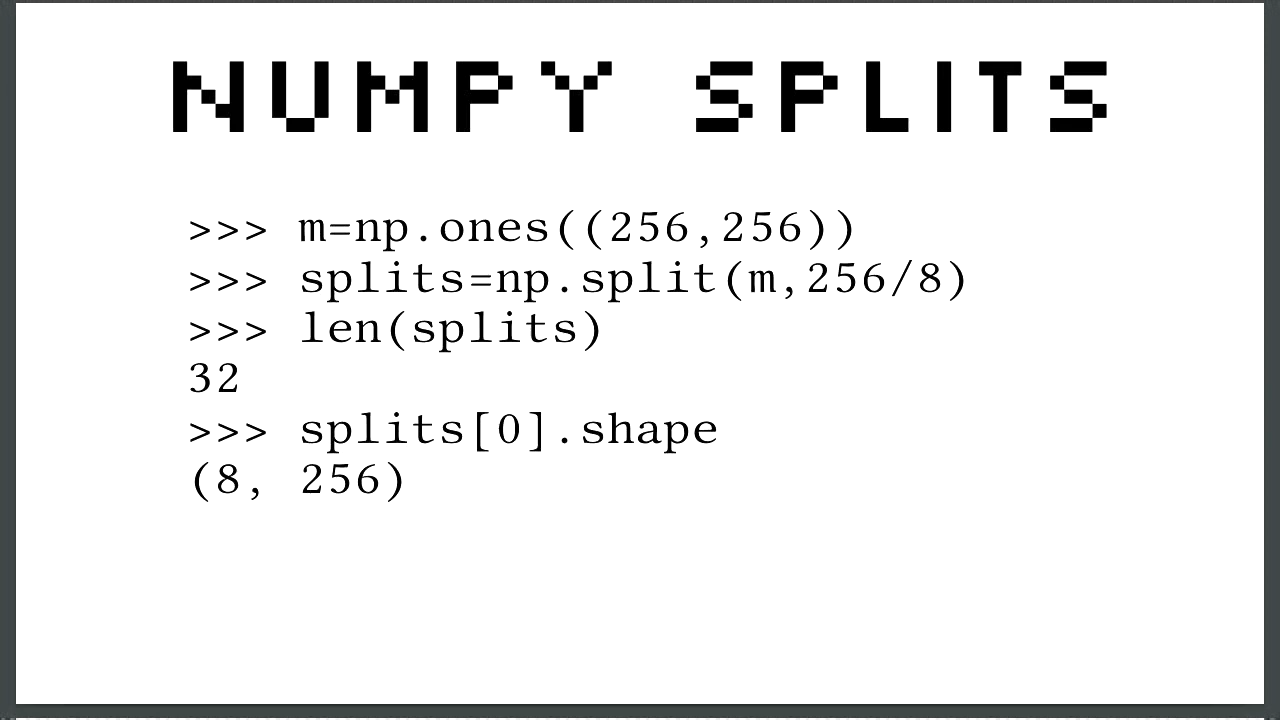 NUMPY SPLITS
>>> m=np.ones((256,256))
>>> splits=np.split(m,256/8)
>>> len(splits)
32
>>> splits[0].shape
(8, 256)